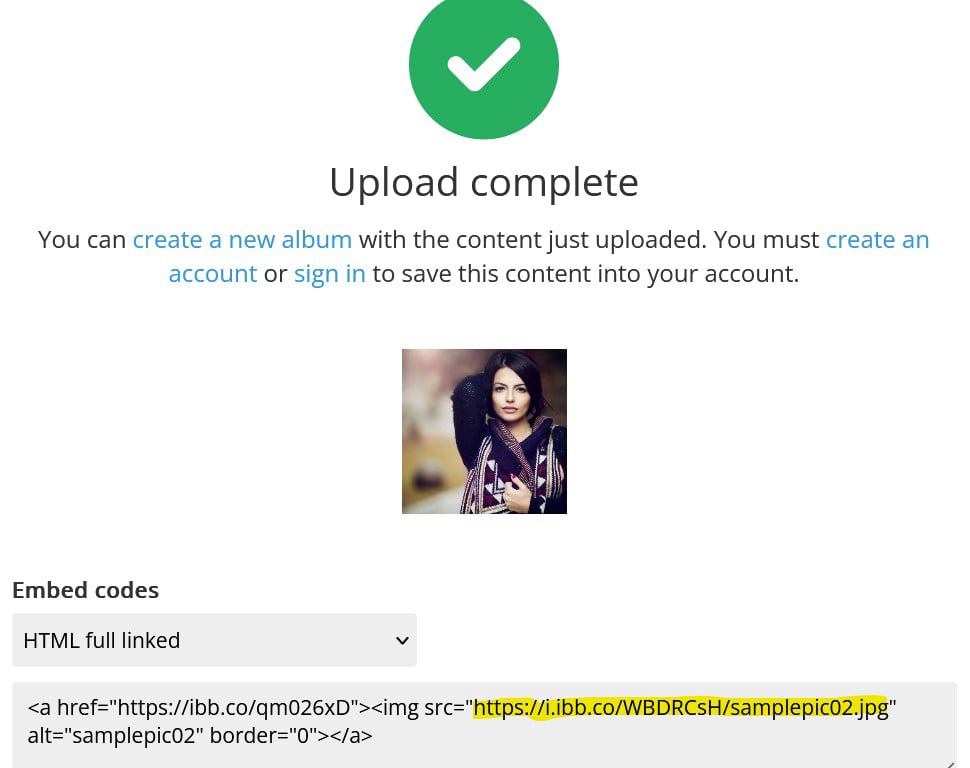 Upload complete
You can create a new album with the content just uploaded. You must create an
account or sign in to save this content into your account.
Embed codes
HTML full linked
<a href="https://ibb.co/qm026xD"><img src="https://i.ibb.co/WBDRCsH/samplepic02.jpg"
alt="samplepic02" border="0"></a>